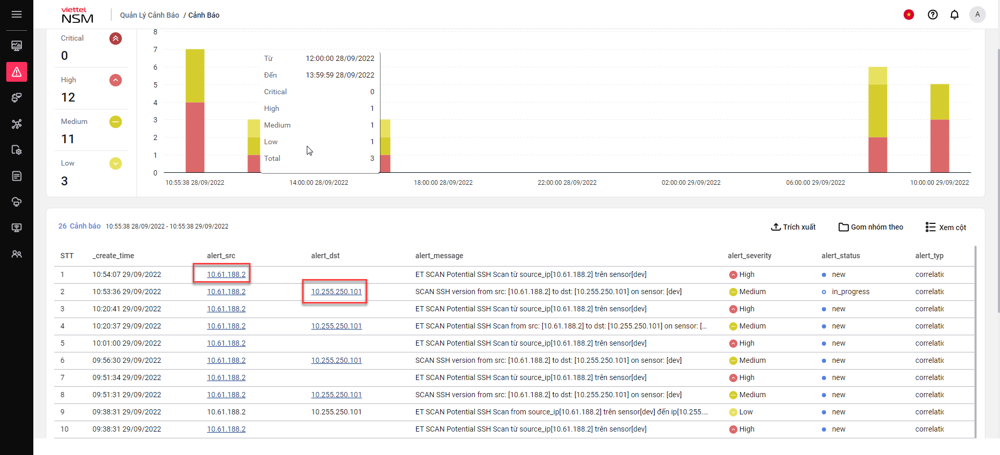 viettel
NSM
Quản Lý Cảnh Báo / Cảnh Báo
A
Critical
0
High
12
Medium
11
Low
3
8
7
6
5
4
3
2
1
0
Từ 12:00:00 28/09/2022
Đến 13:59:59 28/09/2022
Critical 0
High 1
Medium 1
Low 1
Total 3
10:55:38 28/09/2022 14:00:00 28/09/2022 18:00:00 28/09/2022 22:00:00 28/09/2022 02:00:00 29/09/2022 06:00:00 29/09/2022 10:00:00 29/09/2022
26 Cảnh báo 10:55:38 28/09/2022 - 10:55:38 29/09/2022 Trích xuất Gom nhóm theo Xem cột
STT _create_time alert_src alert_dst alert_message alert_severity alert_status alert_typ
1 10:54:07 29/09/2022 10.61.188.2 ET SCAN Potential SSH Scan từ source_ip[10.61.188.2] trên sensor[dev] High new correlatic
2 10:53:36 29/09/2022 10.61.188.2 10.255.250.101 SCAN SSH version from src: [10.61.188.2] to dst: [10.255.250.101] on sensor: [dev] Medium in_progress correlatic
3 10:20:41 29/09/2022 10.61.188.2 ET SCAN Potential SSH Scan từ source_ip[10.61.188.2] trên sensor[dev] High new correlatic
4 10:20:37 29/09/2022 10.61.188.2 10.255.250.101 ET SCAN Potential SSH Scan from src: [10.61.188.2] to dst: [10.255.250.101] on sensor: [... Medium new correlatic
5 10:01:00 29/09/2022 10.61.188.2 ET SCAN Potential SSH Scan từ source_ip[10.61.188.2] trên sensor[dev] High new correlatic
6 09:56:30 29/09/2022 10.61.188.2 10.255.250.101 SCAN SSH version from src: [10.61.188.2] to dst: [10.255.250.101] on sensor: [dev] Medium new correlatic
7 09:51:34 29/09/2022 10.61.188.2 ET SCAN Potential SSH Scan từ source_ip[10.61.188.2] trên sensor[dev] High new correlatic
8 09:51:31 29/09/2022 10.61.188.2 10.255.250.101 SCAN SSH version from src: [10.61.188.2] to dst: [10.255.250.101] on sensor: [dev] Medium new correlatic
9 09:38:31 29/09/2022 10.61.188.2 10.255.250.101 ET SCAN Potential SSH Scan from source_ip[10.61.188.2] trên sensor[dev] đến ip[10.255.... Low new correlatic
10 09:38:31 29/09/2022 10.61.188.2 ET SCAN Potential SSH Scan từ source_ip[10.61.188.2] trên sensor[dev] High new correlatic